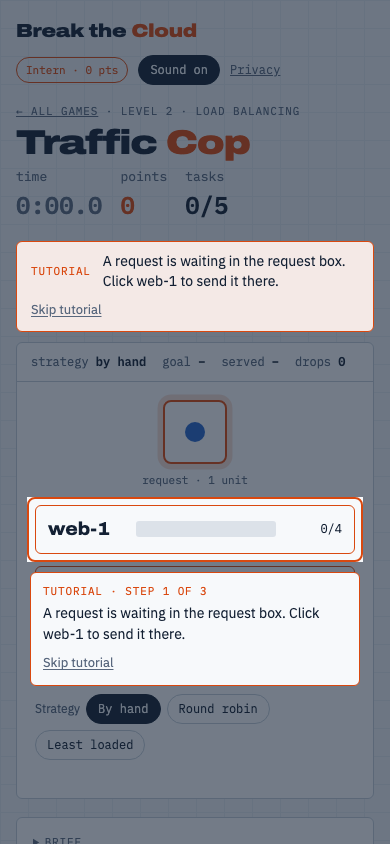 Break the Cloud
Intern · 0 pts
Sound on
Privacy
← ALL GAMES · LEVEL 2 · LOAD BALANCING
Traffic Cop
time points tasks
0:00.0 0 0/5
TUTORIAL
A request is waiting in the request box.
Click web-1 to send it there.
Skip tutorial
strategy by hand goal – served – drops 0
request · 1 unit
web-1 0/4
TUTORIAL · STEP 1 OF 3
A request is waiting in the request box. Click
web-1 to send it there.
Skip tutorial
Strategy By hand Round robin
Least loaded
▶ BRIEF